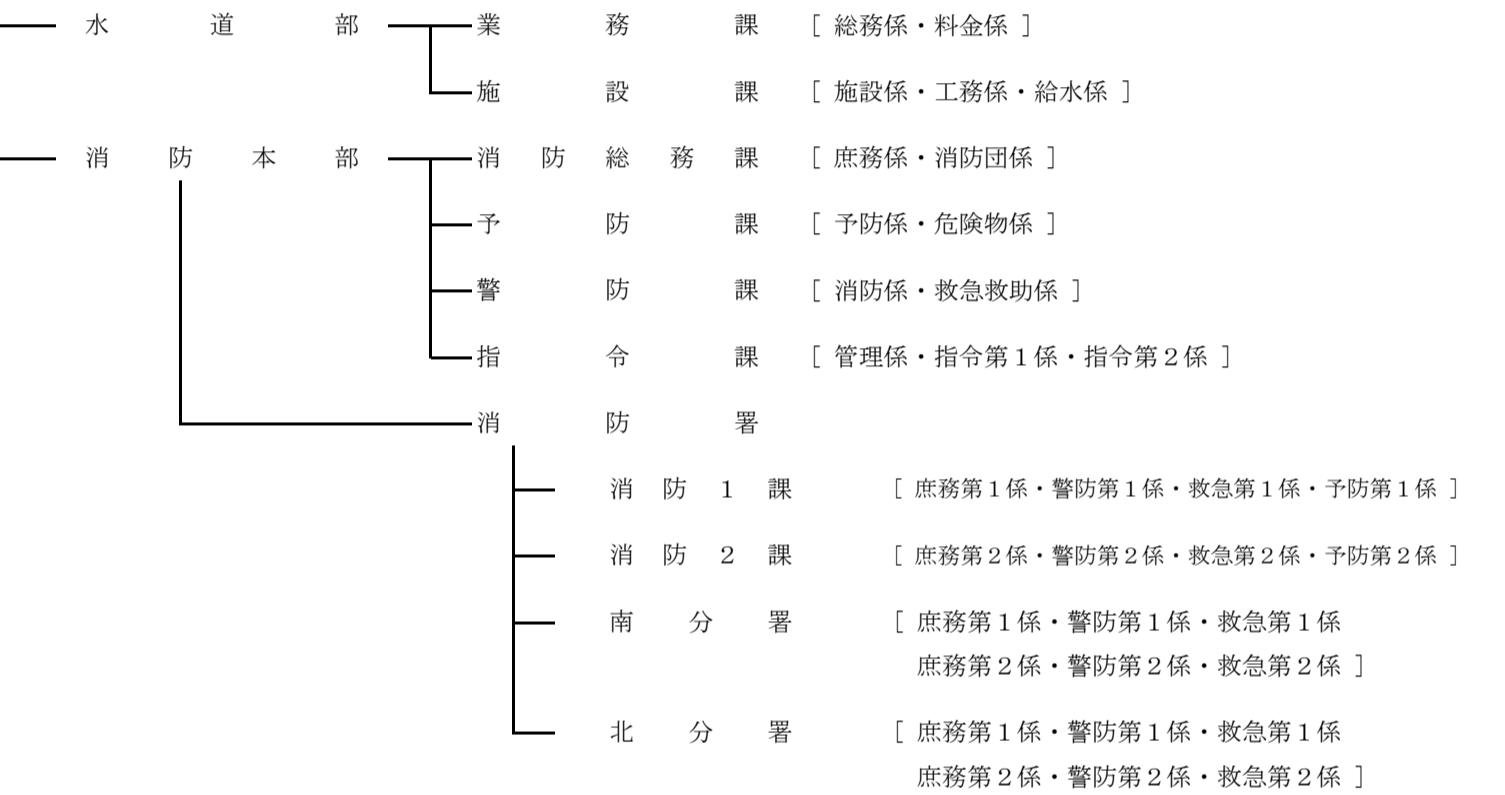 水道部 業務課 [ 総務係・料金係 ]
施設課 [ 施設係・工務係・給水係 ]
消防本部 消防総務課 [ 庶務係・消防団係 ]
予防課 [ 予防係・危険物係 ]
警防課 [ 消防係・救急救助係 ]
指令課 [ 管理係・指令第1係・指令第2係 ]
消防署
消防1課 [ 庶務第1係・警防第1係・救急第1係・予防第1係 ]
消防2課 [ 庶務第2係・警防第2係・救急第2係・予防第2係 ]
南分署 [ 庶務第1係・警防第1係・救急第1係
庶務第2係・警防第2係・救急第2係 ]
北分署 [ 庶務第1係・警防第1係・救急第1係
庶務第2係・警防第2係・救急第2係 ]